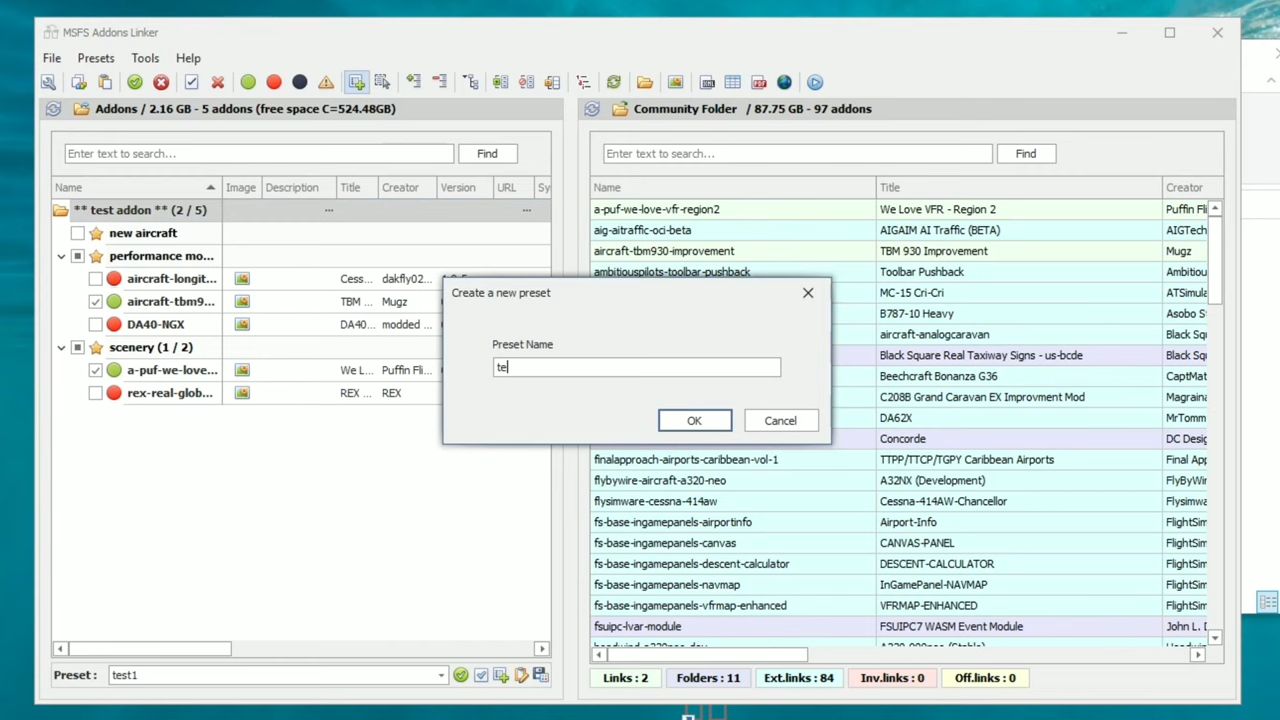 MSFS Addons Linker
File Presets Tools Help
Addons / 2.16 GB - 5 addons (free space C=524.48GB)
Community Folder / 87.75 GB - 97 addons
Enter text to search... Find
Enter text to search... Find
Name Image Description Title Creator Version URL Sy
Name Title Creator
** test addon ** (2 / 5) ... ...
new aircraft
performance mo...
aircraft-longit... Cess... dakfly02...
aircraft-tbm9... TBM ... Mugz
DA40-NGX DA40... modded
scenery (1 / 2)
a-puf-we-love... We L... Puffin Fli...
rex-real-glob... REX ... REX
a-puf-we-love-vfr-region2 We Love VFR - Region 2 Puffin Fli
aig-aitraffic-oci-beta AIGAIM AI Traffic (BETA) AIGTech
aircraft-tbm930-improvement TBM 930 Improvement Mugz
ambitiouspilots-toolbar-pushback Toolbar Pushback Ambitiou
MC-15 Cri-Cri ATSimula
B787-10 Heavy Asobo S
aircraft-analogcaravan Black Squ
Black Square Real Taxiway Signs - us-bcde Black Squ
Beechcraft Bonanza G36 CaptMat
C208B Grand Caravan EX Improvment Mod Magraina
DA62X MrTomm
Concorde DC Desig
finalapproach-airports-caribbean-vol-1 TTPP/TTCP/TGPY Caribbean Airports Final App
flybywire-aircraft-a320-neo A32NX (Development) FlyByWir
flysimware-cessna-414aw Cessna-414AW-Chancellor Flysimwa
fs-base-ingamepanels-airportinfo Airport-Info FlightSim
fs-base-ingamepanels-canvas CANVAS-PANEL FlightSim
fs-base-ingamepanels-descent-calculator DESCENT-CALCULATOR FlightSim
fs-base-ingamepanels-navmap InGamePanel-NAVMAP FlightSim
fs-base-ingamepanels-vfrmap-enhanced VFRMAP-ENHANCED FlightSim
fsuipc-lvar-module FSUIPC7 WASM Event Module John L. D
Create a new preset
Preset Name
te
OK Cancel
Preset : test1
Links : 2 Folders : 11 Ext.links : 84 Inv.links : 0 Off.links : 0